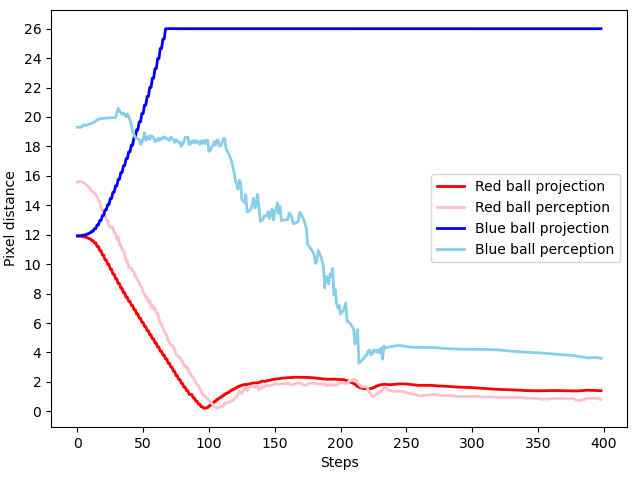 26
24
22
20
18
16
14
12
10
8
6
4
2
0
Pixel distance
Red ball projection
Red ball perception
Blue ball projection
Blue ball perception
0 50 100 150 200 250 300 350 400
Steps